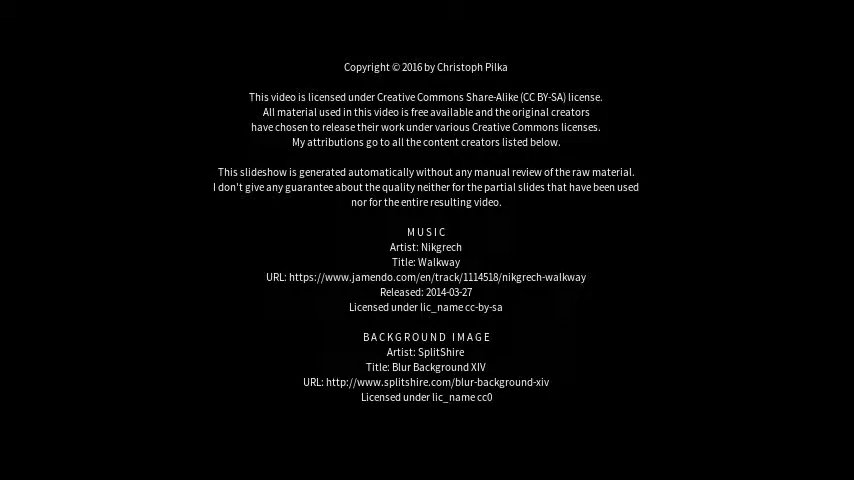 Copyright © 2016 by Christoph Pilka
This video is licensed under Creative Commons Share-Alike (CC BY-SA) license.
All material used in this video is free available and the original creators
have chosen to release their work under various Creative Commons licenses.
My attributions go to all the content creators listed below.
This slideshow is generated automatically without any manual review of the raw material.
I don't give any guarantee about the quality neither for the partial slides that have been used
nor for the entire resulting video.
MUSIC
Artist: Nikgrech
Title: Walkway
URL: https://www.jamendo.com/en/track/1114518/nikgrech-walkway
Released: 2014-03-27
Licensed under lic_name cc-by-sa
BACKGROUND IMAGE
Artist: SplitShire
Title: Blur Background XIV
URL: http://www.splitshire.com/blur-background-xiv
Licensed under lic_name cc0